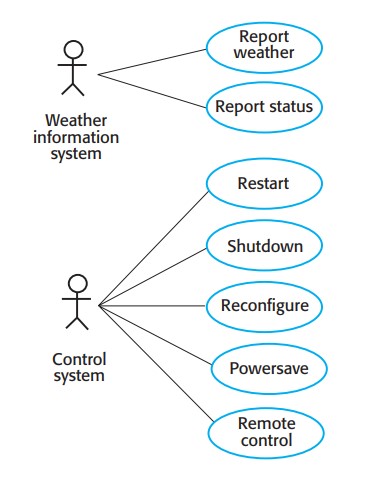 Report
weather
Report status
Weather
information
system
Restart
Shutdown
Reconfigure
Control
system
Powersave
Remote
control